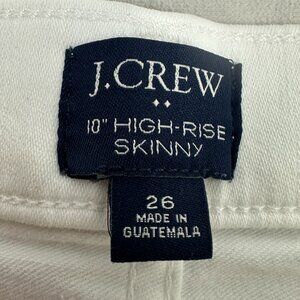 J.CREW
10" HIGH-RISE
SKINNY
26
MADE IN
GUATEMALA